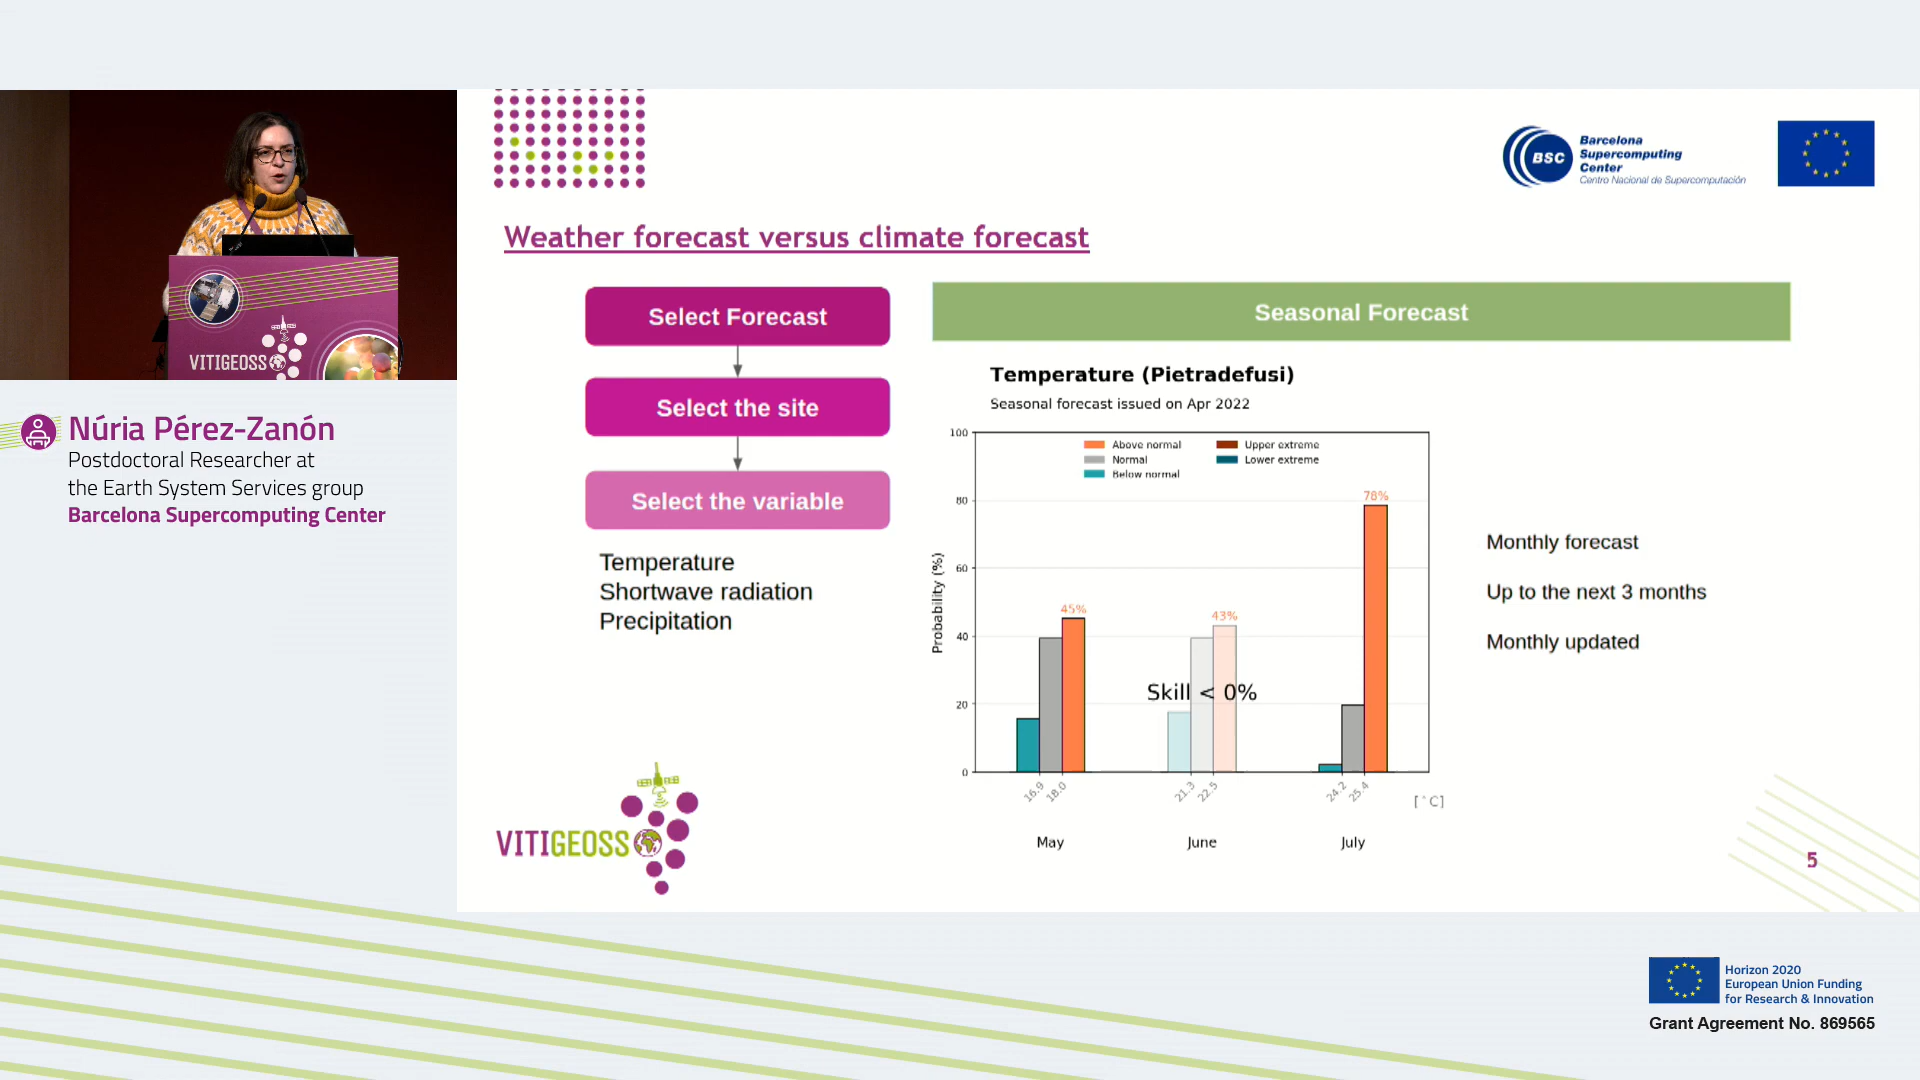 Barcelona
Supercomputing
Center
Centro Nacional de Supercomputación
BSC
Weather forecast versus climate forecast
Select Forecast
Select the site
Select the variable
Temperature
Shortwave radiation
Precipitation
Seasonal Forecast
Temperature (Pietradefusi)
Seasonal forecast issued on Apr 2022
Above normal
Normal
Below normal
Upper extreme
Lower extreme
Probability (%)
100
80
60
40
20
0
45%
43%
78%
Skill < 0%
16.9
18.0
21.3
22.5
24.2
25.4
[°C]
May
June
July
Monthly forecast
Up to the next 3 months
Monthly updated
VITIGEOSS
5
VITIGEOSS
Núria Pérez-Zanón
Postdoctoral Researcher at
the Earth System Services group
Barcelona Supercomputing Center
Horizon 2020
European Union Funding
for Research & Innovation
Grant Agreement No. 869565